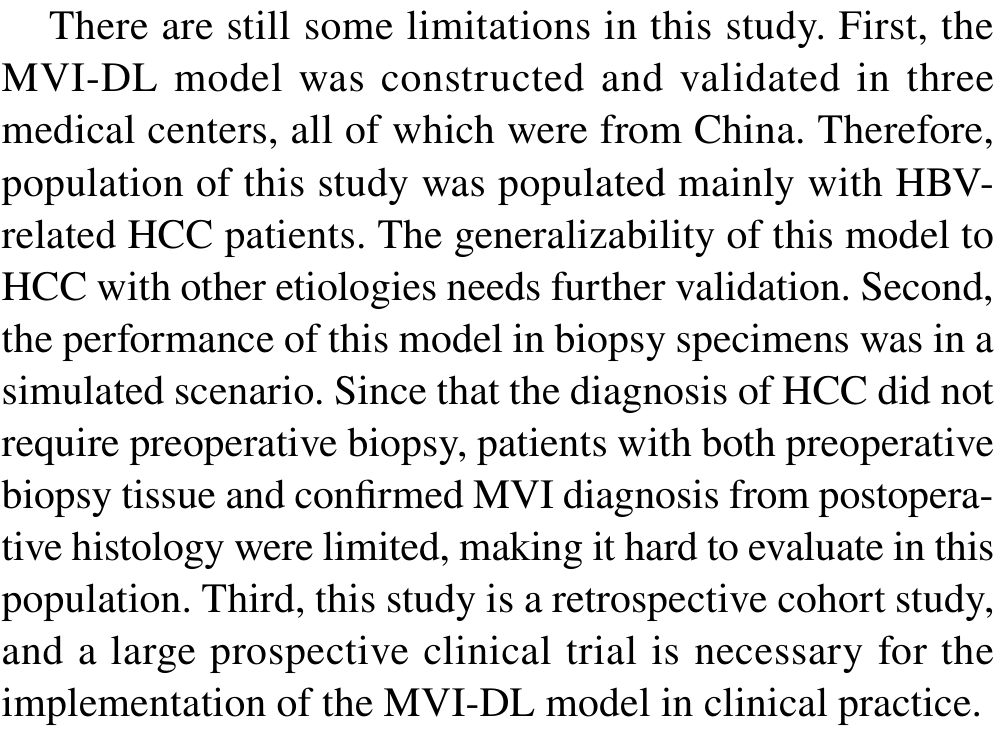 There are still some limitations in this study. First, the
MVI-DL model was constructed and validated in three
medical centers, all of which were from China. Therefore,
population of this study was populated mainly with HBV-
related HCC patients. The generalizability of this model to
HCC with other etiologies needs further validation. Second,
the performance of this model in biopsy specimens was in a
simulated scenario. Since that the diagnosis of HCC did not
require preoperative biopsy, patients with both preoperative
biopsy tissue and confirmed MVI diagnosis from postopera-
tive histology were limited, making it hard to evaluate in this
population. Third, this study is a retrospective cohort study,
and a large prospective clinical trial is necessary for the
implementation of the MVI-DL model in clinical practice.